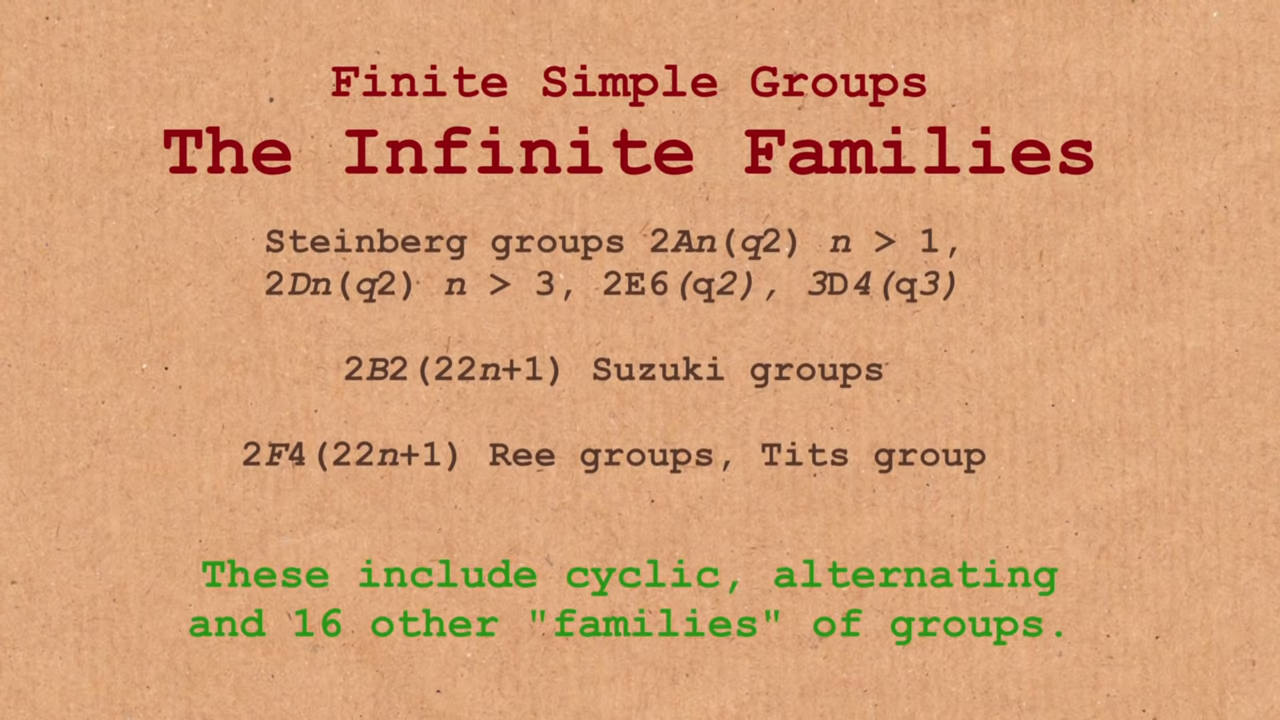 Finite Simple Groups
The Infinite Families
Steinberg groups 2An(q2) n > 1,
2Dn(q2) n > 3, 2E6(q2), 3D4(q3)
2B2(22n+1) Suzuki groups
2F4(22n+1) Ree groups, Tits group
These include cyclic, alternating
and 16 other "families" of groups.